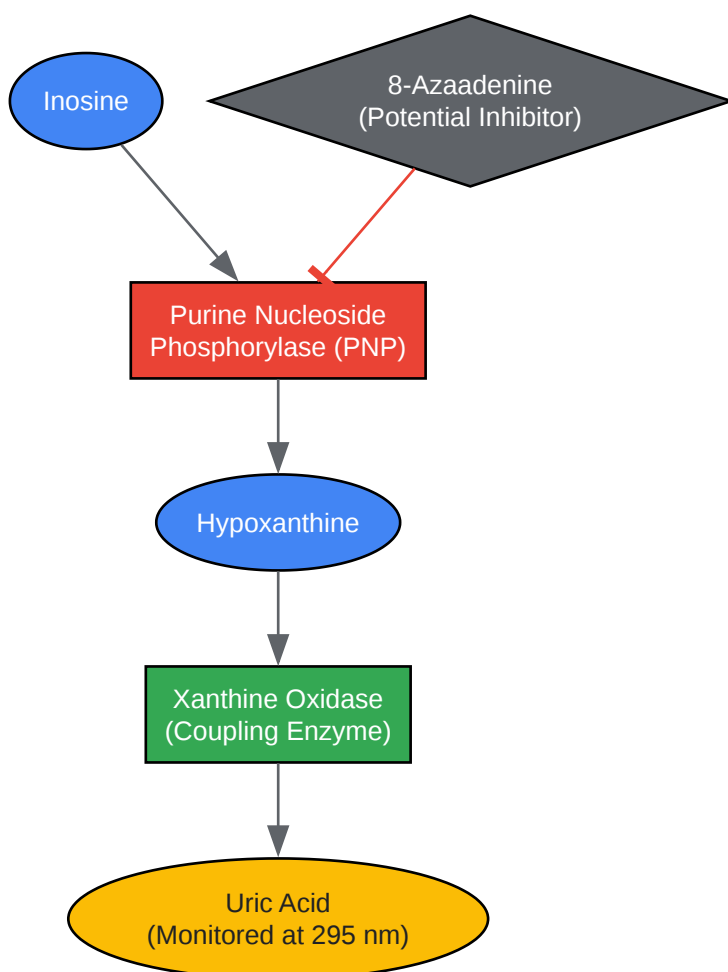 Inosine
8-Azaadenine
(Potential Inhibitor)
Purine Nucleoside
Phosphorylase (PNP)
Hypoxanthine
Xanthine Oxidase
(Coupling Enzyme)
Uric Acid
(Monitored at 295 nm)